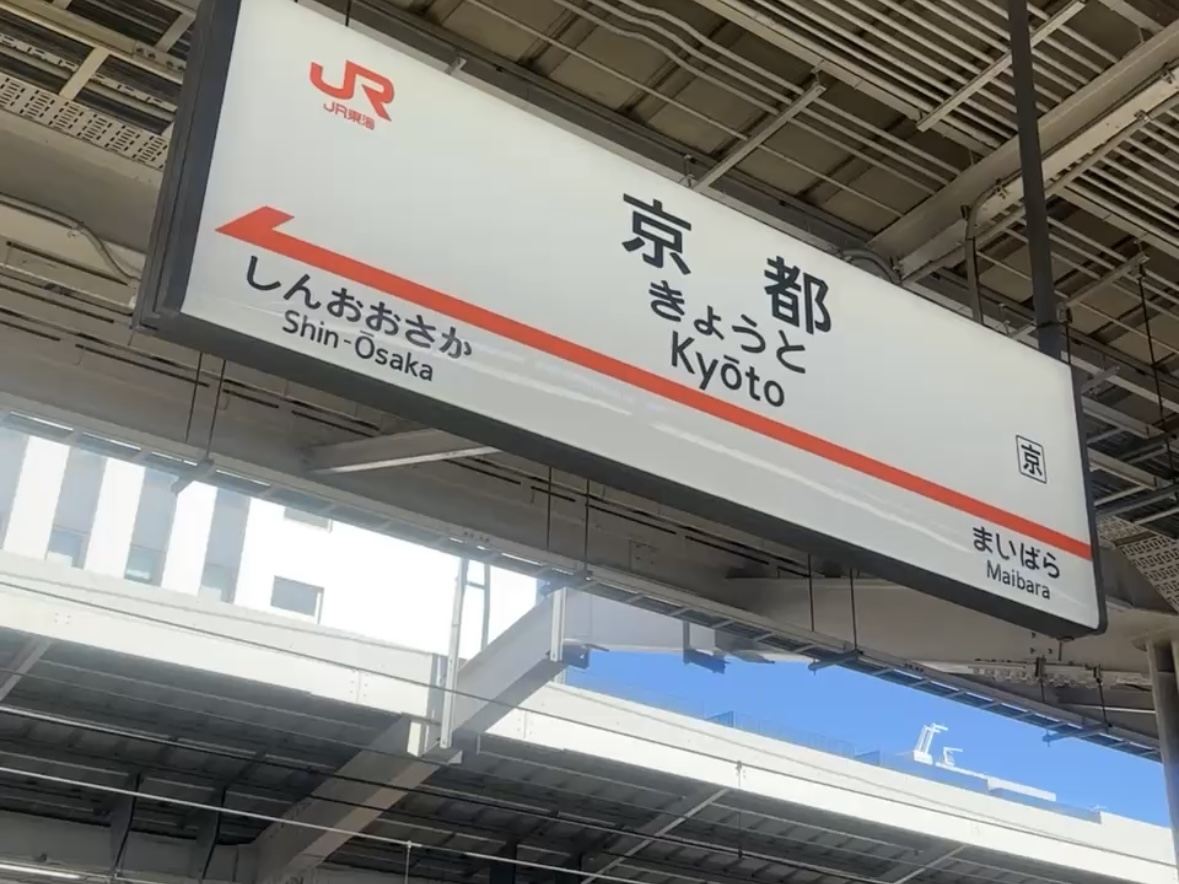 JR
JR東海
京都
きょうと
Kyōto
しんおおさか
Shin-Ōsaka
京
まいばら
Maibara